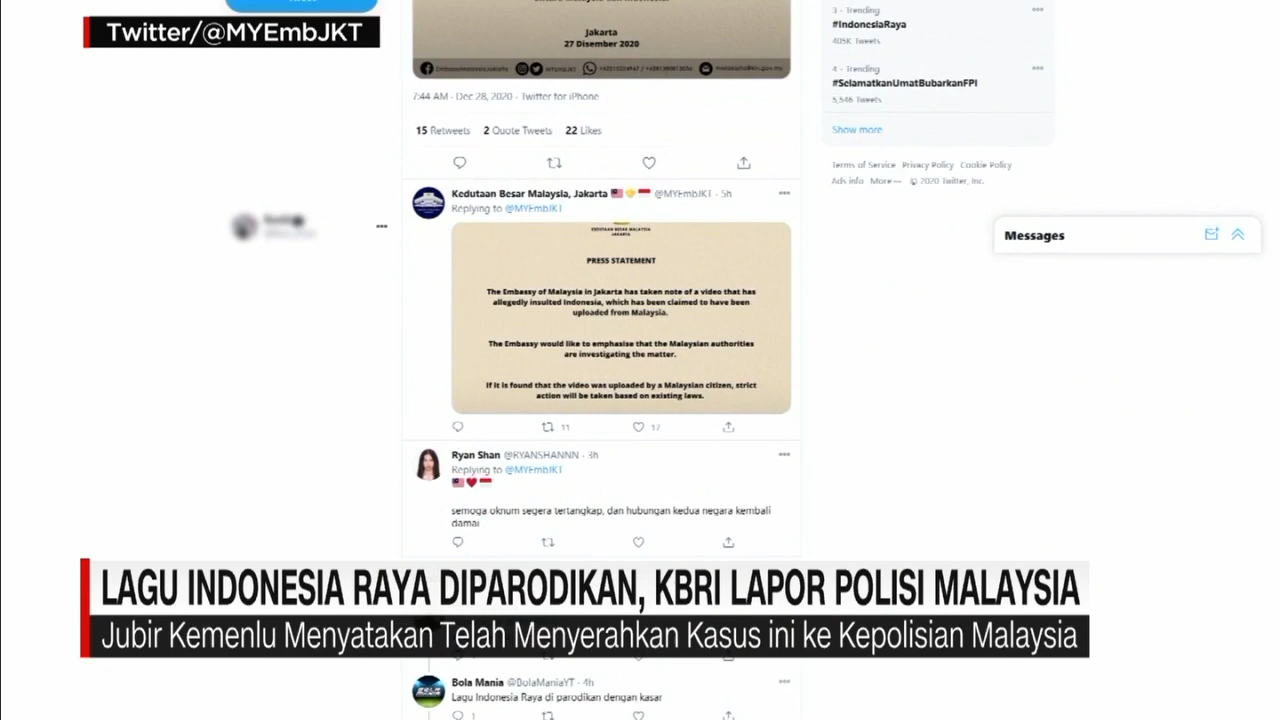 Twitter/@MYEmbJKT
Jakarta
27 Disember 2020
7:44 AM · Dec 28, 2020 · Twitter for iPhone
15 Retweets 2 Quote Tweets 22 Likes
Kedutaan Besar Malaysia, Jakarta @MYEmbJKT · 5h
Replying to @MYEmbJKT
KEDUTAAN BESAR MALAYSIA
JAKARTA
PRESS STATEMENT
The Embassy of Malaysia in Jakarta has taken note of a video that has
allegedly insulted Indonesia, which has been claimed to have been
uploaded from Malaysia.
The Embassy would like to emphasise that the Malaysian authorities
are investigating the matter.
If it is found that the video was uploaded by a Malaysian citizen, strict
action will be taken based on existing laws.
11 17
Ryan Shan @RYANSHANNN · 3h
Replying to @MYEmbJKT
semoga oknum segera tertangkap, dan hubungan kedua negara kembali
damai
3 - Trending
#IndonesiaRaya
405K Tweets
4 - Trending
#SelamatkanUmatBubarkanFPI
5,546 Tweets
Show more
Terms of Service Privacy Policy Cookie Policy
Ads info More © 2020 Twitter, Inc.
Messages
LAGU INDONESIA RAYA DIPARODIKAN, KBRI LAPOR POLISI MALAYSIA
Jubir Kemenlu Menyatakan Telah Menyerahkan Kasus ini ke Kepolisian Malaysia
Bola Mania @BolaManiaYT · 4h
Lagu Indonesia Raya di parodikan dengan kasar
1